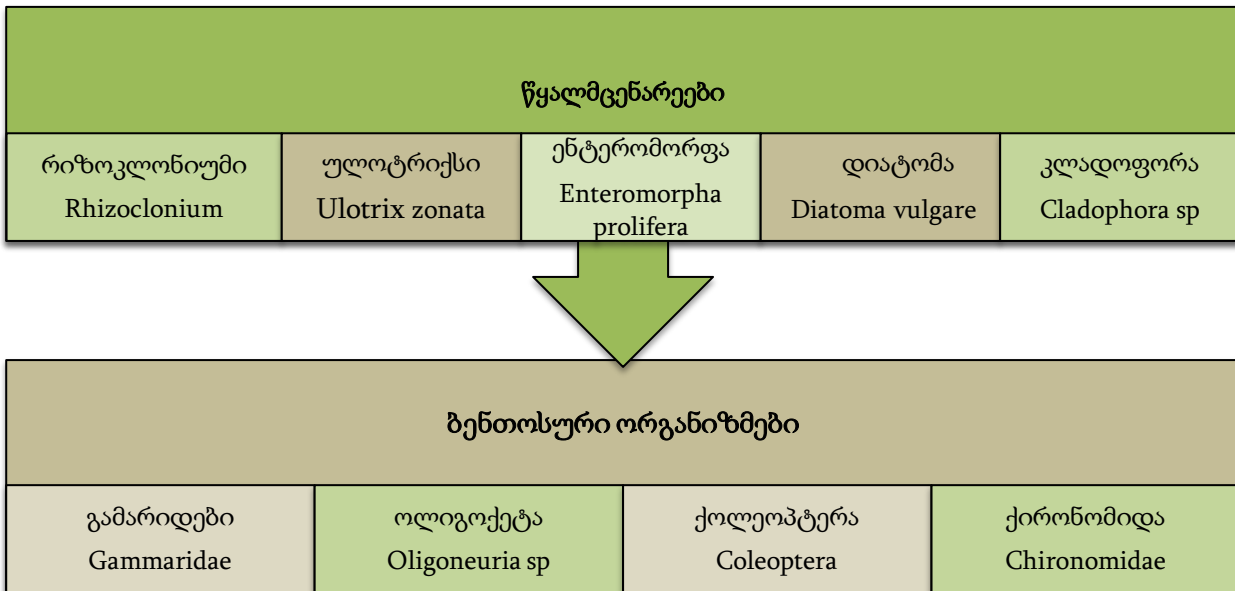 წყალმცენარეები
რიზოკლონიუმი
Rhizoclonium
ულოტრიქსი
Ulotrix zonata
ენტერომორფა
Enteromorpha
prolifera
დიატომა
Diatoma vulgare
კლადოფორა
Cladophora sp
ბენთოსური ორგანიზმები
გამარიდები
Gammaridae
ოლიგოქეტა
Oligoneuria sp
ქოლეოპტერა
Coleoptera
ქირონომიდა
Chironomidae